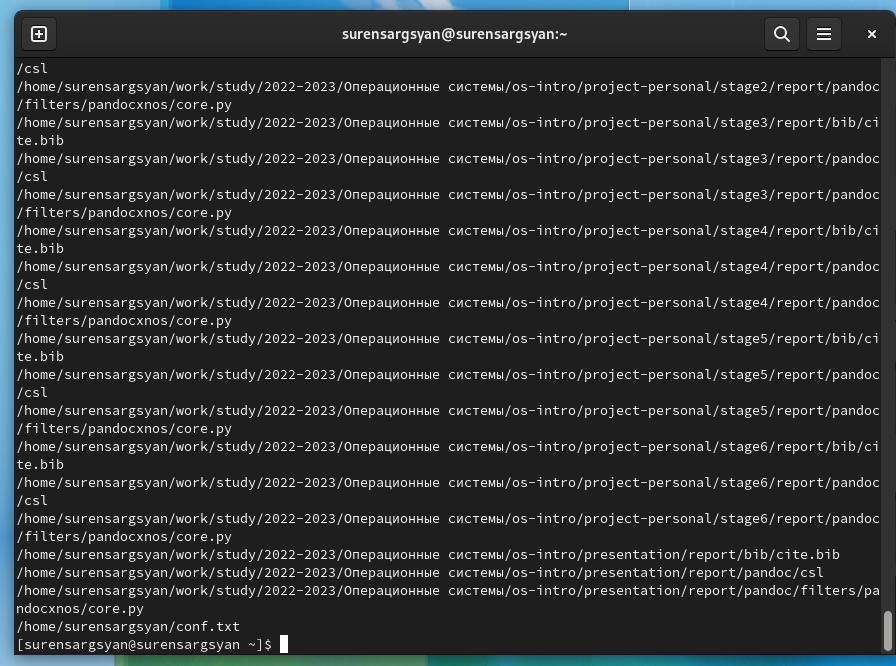 surensargsyan@surensargsyan:~
/csl
/home/surensargsyan/work/study/2022-2023/Операционные системы/os-intro/project-personal/stage2/report/pandoc
/filters/pandocxnos/core.py
/home/surensargsyan/work/study/2022-2023/Операционные системы/os-intro/project-personal/stage3/report/bib/ci
te.bib
/home/surensargsyan/work/study/2022-2023/Операционные системы/os-intro/project-personal/stage3/report/pandoc
/csl
/home/surensargsyan/work/study/2022-2023/Операционные системы/os-intro/project-personal/stage3/report/pandoc
/filters/pandocxnos/core.py
/home/surensargsyan/work/study/2022-2023/Операционные системы/os-intro/project-personal/stage4/report/bib/ci
te.bib
/home/surensargsyan/work/study/2022-2023/Операционные системы/os-intro/project-personal/stage4/report/pandoc
/csl
/home/surensargsyan/work/study/2022-2023/Операционные системы/os-intro/project-personal/stage4/report/pandoc
/filters/pandocxnos/core.py
/home/surensargsyan/work/study/2022-2023/Операционные системы/os-intro/project-personal/stage5/report/bib/ci
te.bib
/home/surensargsyan/work/study/2022-2023/Операционные системы/os-intro/project-personal/stage5/report/pandoc
/csl
/home/surensargsyan/work/study/2022-2023/Операционные системы/os-intro/project-personal/stage5/report/pandoc
/filters/pandocxnos/core.py
/home/surensargsyan/work/study/2022-2023/Операционные системы/os-intro/project-personal/stage6/report/bib/ci
te.bib
/home/surensargsyan/work/study/2022-2023/Операционные системы/os-intro/project-personal/stage6/report/pandoc
/csl
/home/surensargsyan/work/study/2022-2023/Операционные системы/os-intro/project-personal/stage6/report/pandoc
/filters/pandocxnos/core.py
/home/surensargsyan/work/study/2022-2023/Операционные системы/os-intro/presentation/report/bib/cite.bib
/home/surensargsyan/work/study/2022-2023/Операционные системы/os-intro/presentation/report/pandoc/csl
/home/surensargsyan/work/study/2022-2023/Операционные системы/os-intro/presentation/report/pandoc/filters/pa
ndocxnos/core.py
/home/surensargsyan/conf.txt
[surensargsyan@surensargsyan ~]$